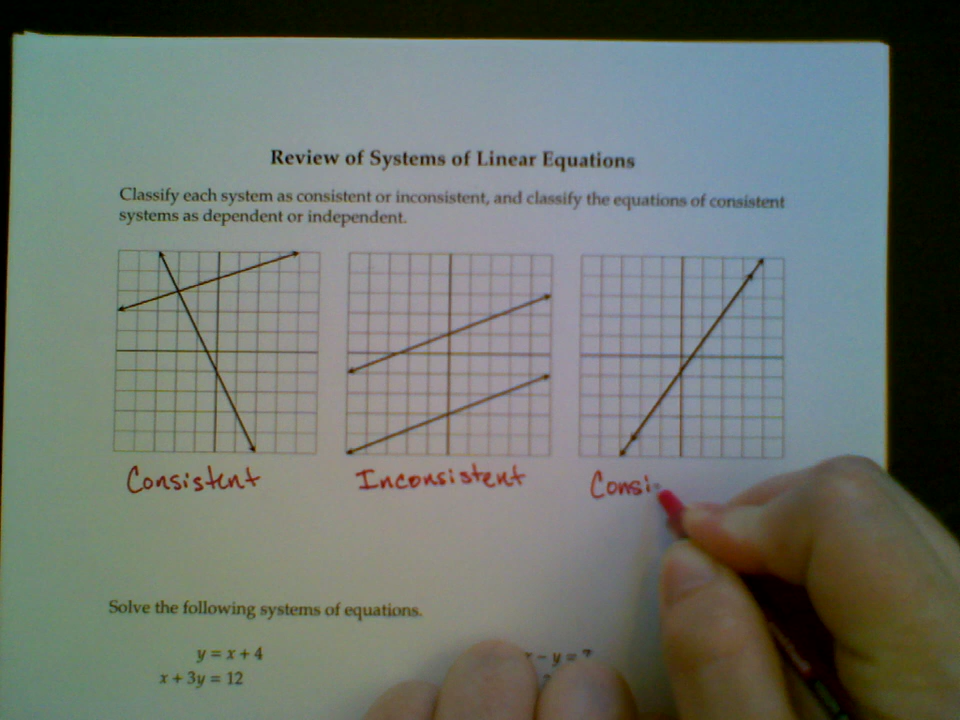 Review of Systems of Linear Equations
Classify each system as consistent or inconsistent, and classify the equations of consistent
systems as dependent or independent.
Consistent Inconsistent Consi
Solve the following systems of equations.
y = x + 4
x + 3y = 12
− y =